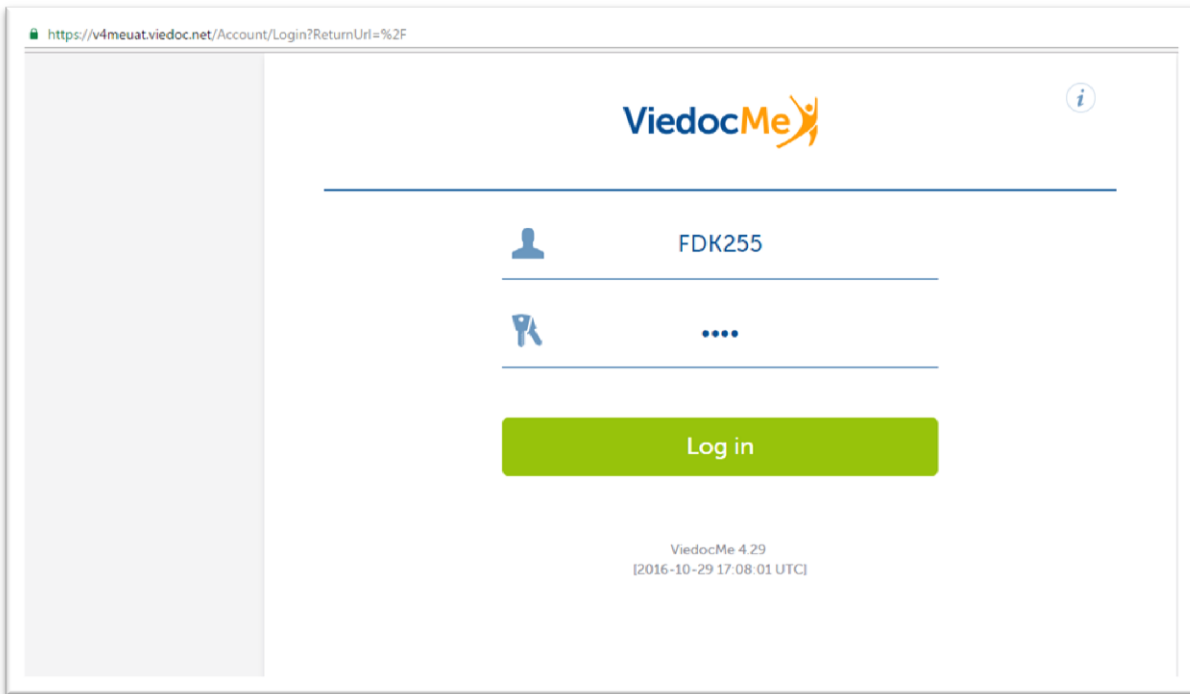 https://v4meuat.viedoc.net/Account/Login?ReturnUrl=%2F
ViedocMe
i
FDK255
••••
Log in
ViedocMe 4.29
[2016-10-29 17:08:01 UTC]